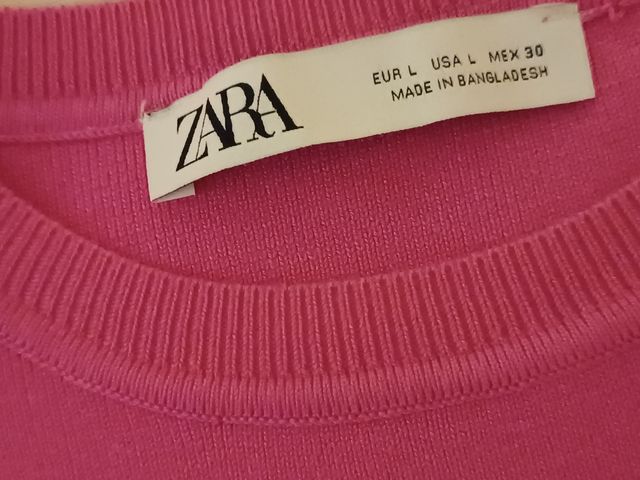 ZARA
EUR L USA L MEX 30
MADE IN BANGLADESH